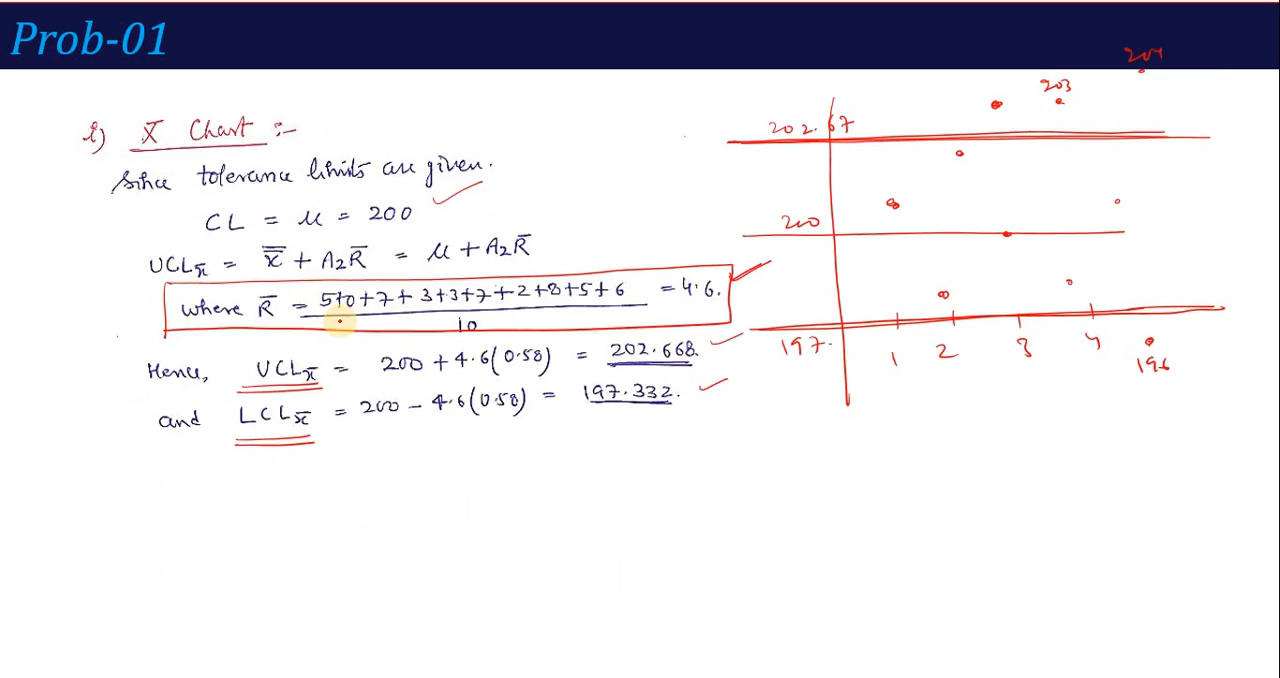 Prob-01
i) X̄ Chart :-
Since tolerance limits are given.
CL = μ = 200
UCLx̄ = x̿ + A2R̄ = μ + A2R̄
where R̄ = 5+0+7+3+3+7+2+8+5+6 / 10 = 4.6.
Hence, UCLx̄ = 200 + 4.6(0.58) = 202.668.
and LCLx̄ = 200 - 4.6(0.58) = 197.332.
204
203
202.67
200
197.
1 2 3 4
196